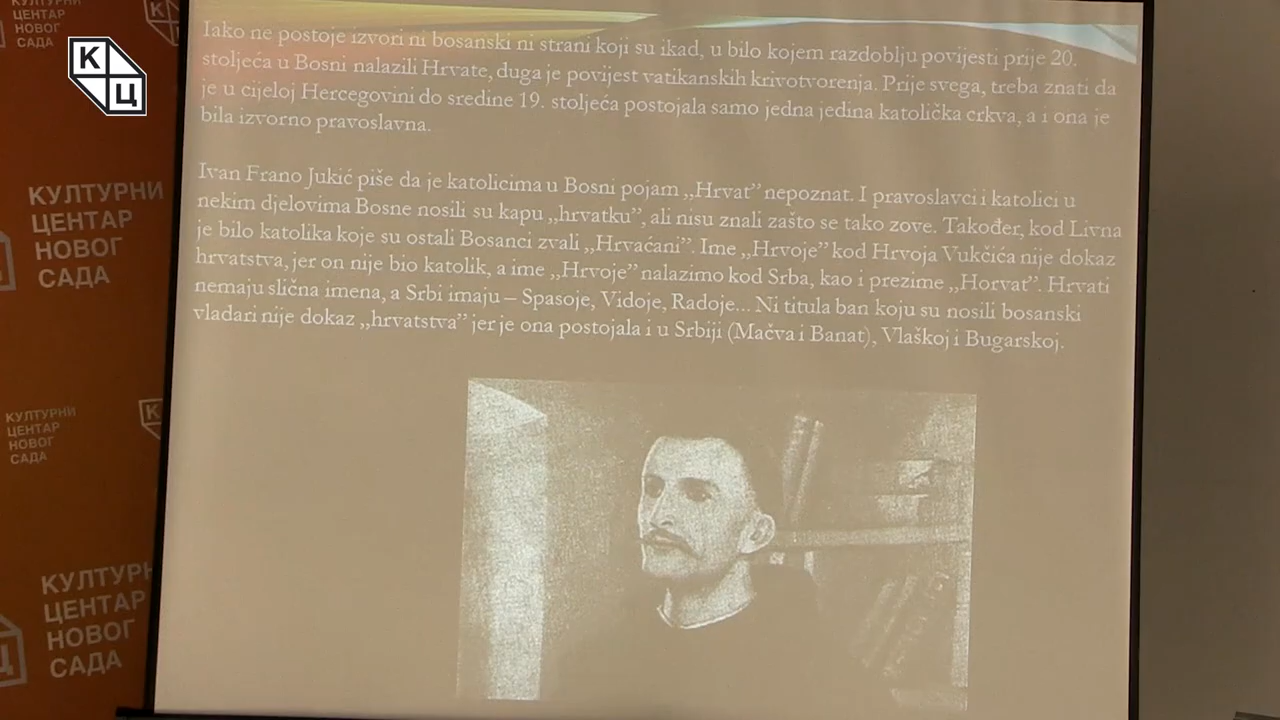 НОВОГ
САДА
ЦЕНТАР
НОВОГ
САДА
К
Ц
Iako ne postoje izvori ni bosanski ni strani koji su ikad, u bilo kojem razdoblju povijesti prije 20.
stoljeća u Bosni nalazili Hrvate, duga je povijest vatikanskih krivotvorenja. Prije svega, treba znati da
je u cijeloj Hercegovini do sredine 19. stoljeća postojala samo jedna jedina katolička crkva, a i ona je
bila izvorno pravoslavna.
Ivan Frano Jukić piše da je katolicima u Bosni pojam „Hrvat” nepoznat. I pravoslavci i katolici u
nekim djelovima Bosne nosili su kapu „hrvatku”, ali nisu znali zašto se tako zove. Također, kod Livna
je bilo katolika koje su ostali Bosanci zvali „Hrvaćani”. Ime „Hrvoje” kod Hrvoja Vukčića nije dokaz
hrvatstva, jer on nije bio katolik, a ime „Hrvoje” nalazimo kod Srba, kao i prezime „Horvat”. Hrvati
nemaju slična imena, a Srbi imaju – Spasoje, Vidoje, Radoje... Ni titula ban koju su nosili bosanski
vladari nije dokaz „hrvatstva” jer je ona postojala i u Srbiji (Mačva i Banat), Vlaškoj i Bugarskoj.
КУЛТУРНИ
ЦЕНТАР
НОВОГ
САДА
КУЛТУРНИ
ЦЕНТАР
НОВОГ
САДА
К
КУЛТУРН
ЦЕНТАР
НОВОГ
САДА
Ц